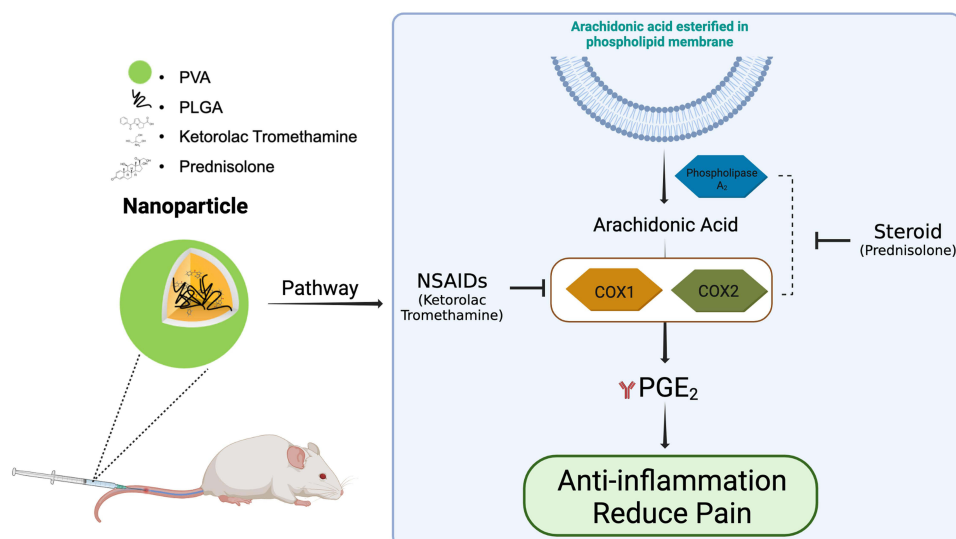 PVA
PLGA
Ketorolac Tromethamine
Prednisolone
Nanoparticle
Pathway
Arachidonic acid esterified in
phospholipid membrane
Phospholipase
A₂
Arachidonic Acid
Steroid
(Prednisolone)
NSAIDs
(Ketorolac
Tromethamine)
COX1
COX2
PGE₂
Anti-inflammation
Reduce Pain